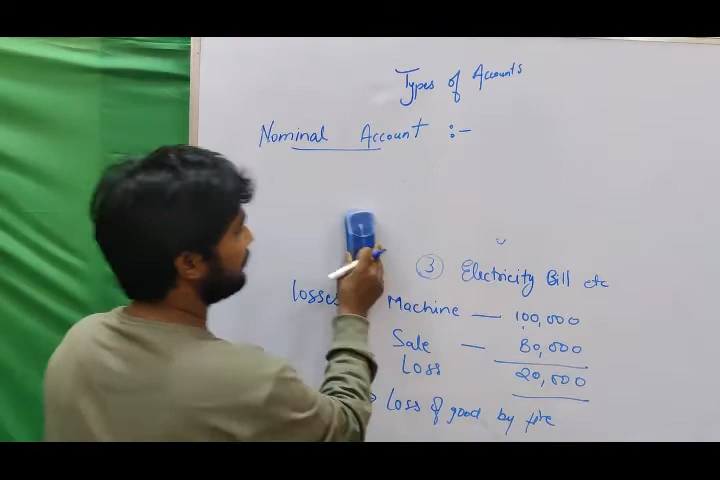 Types of Accounts
Nominal Account :-
③ Electricity Bill etc
Losses Machine — 100,000
Sale — 80,000
Loss 20,000
Loss of good by fire